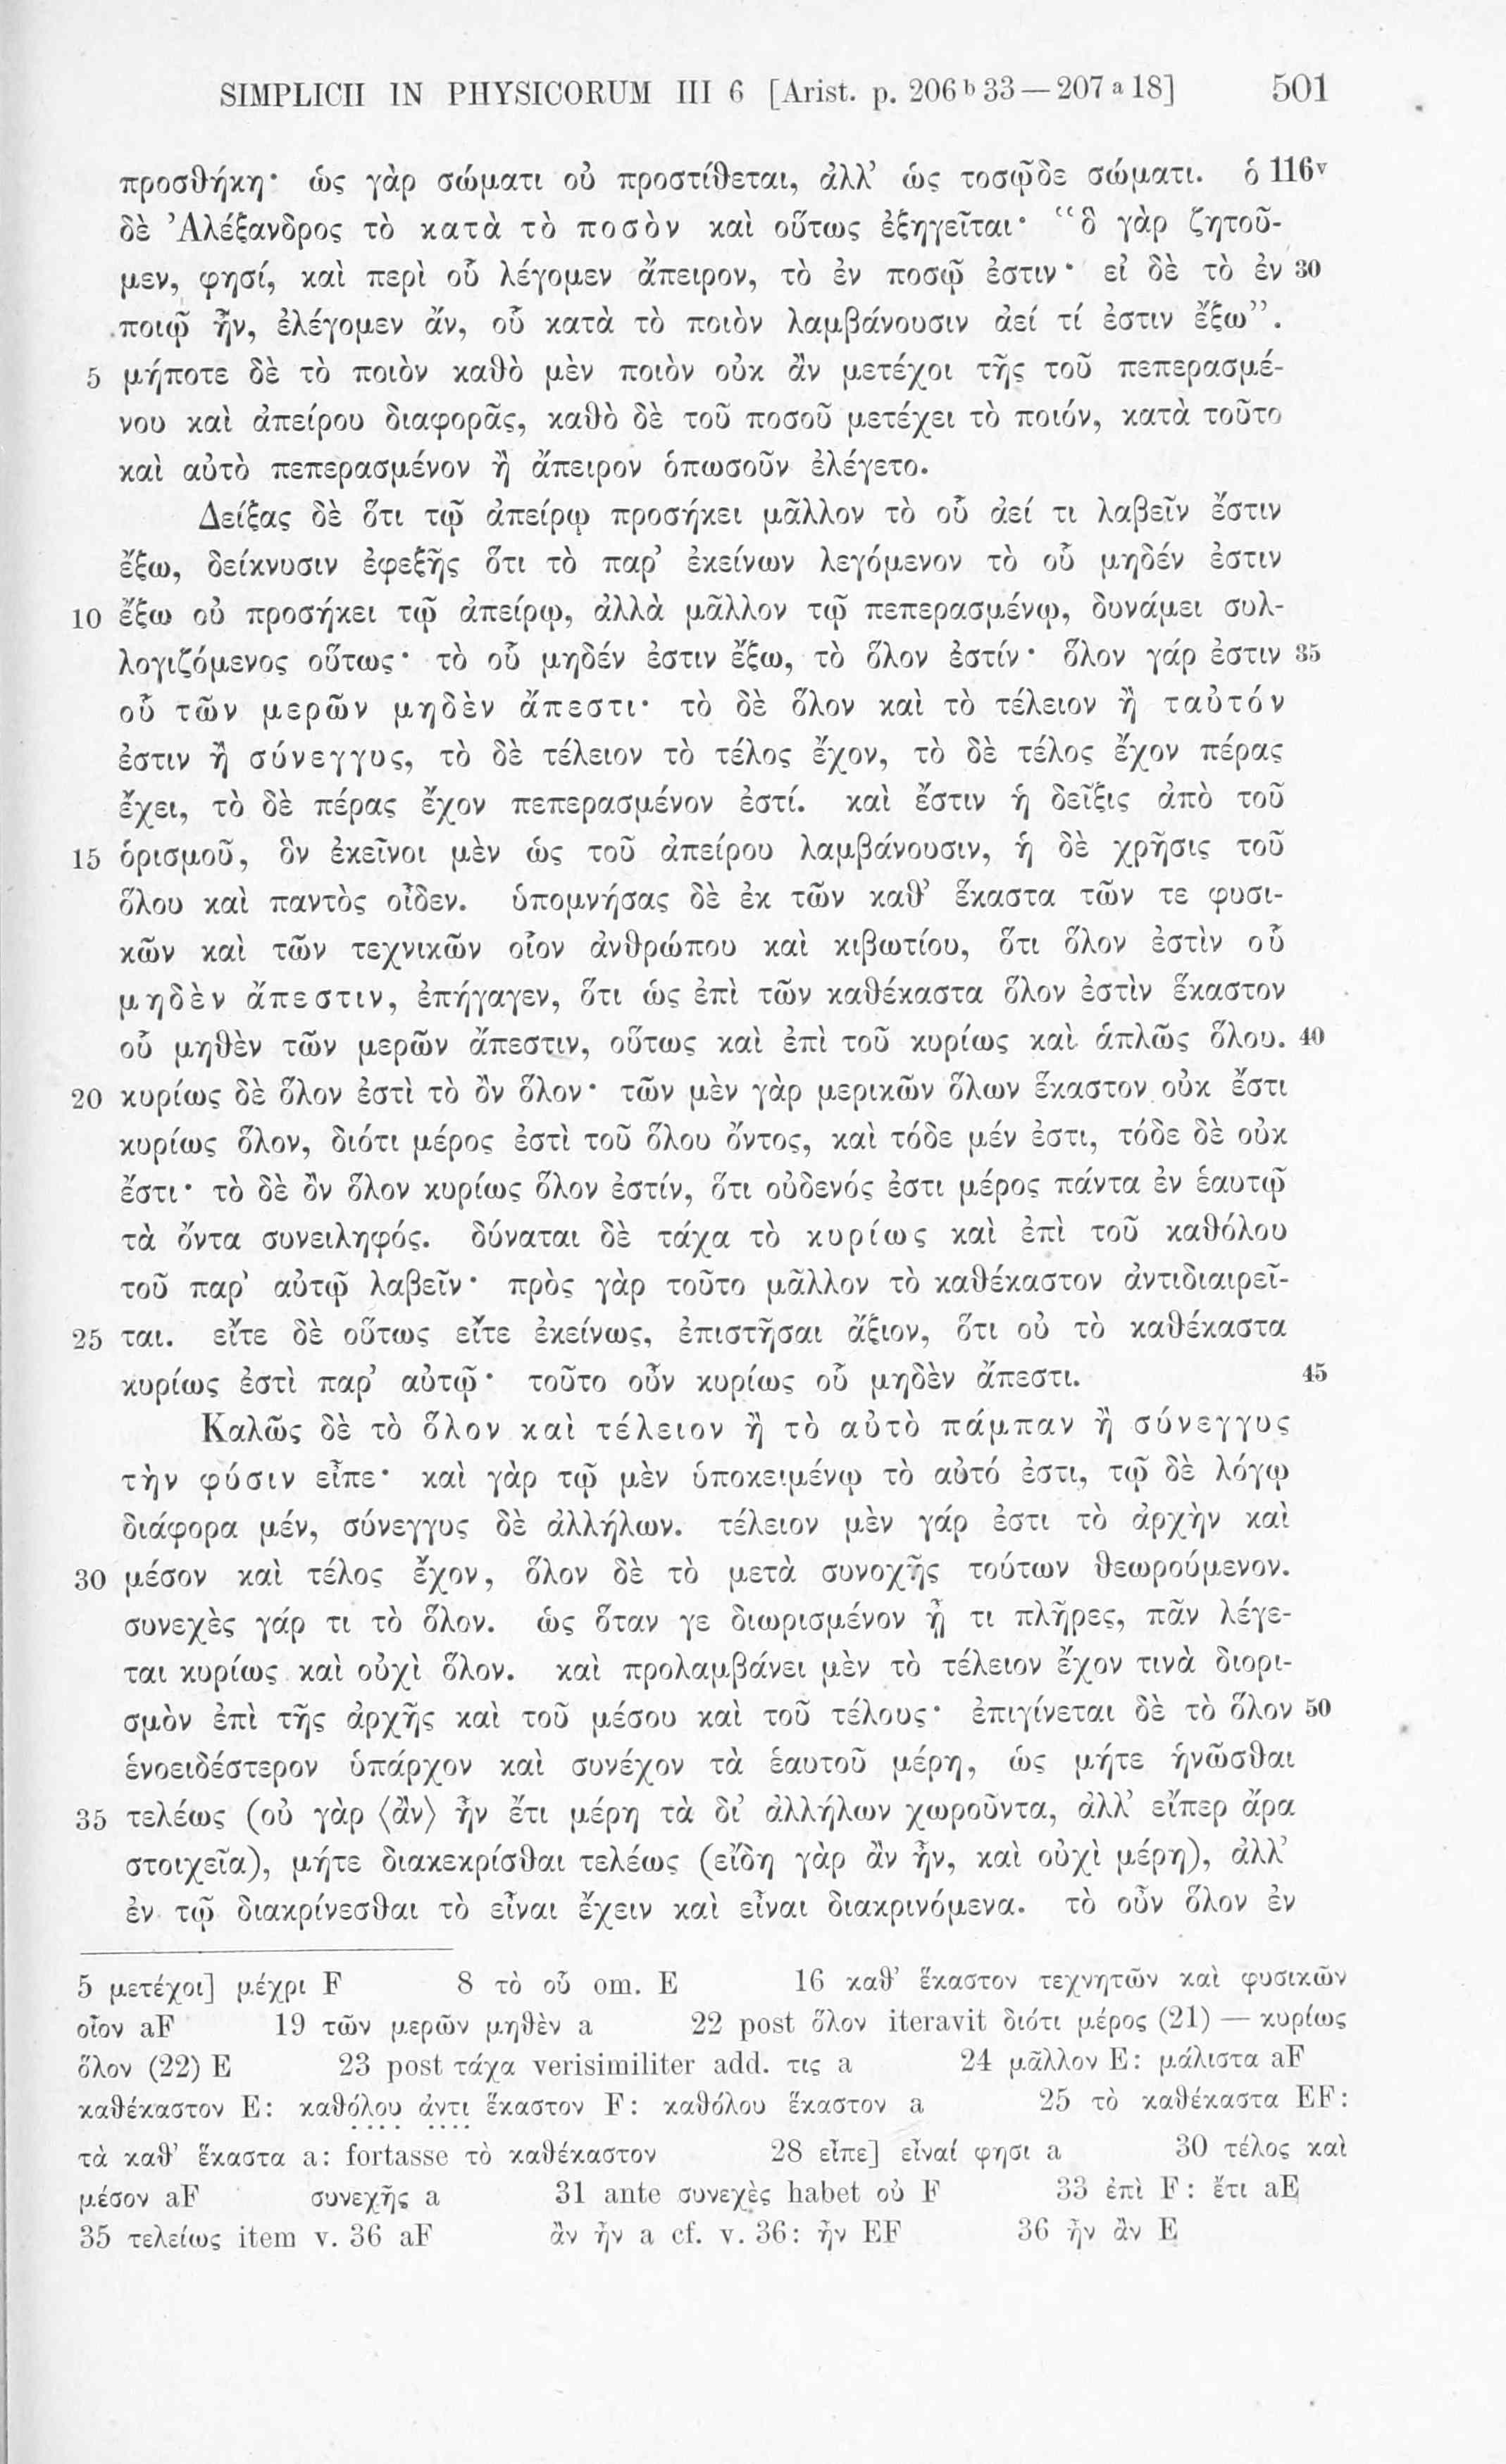 SIMPLICII IN PHYSICORUM III 6 [Arist. p. 206ᵇ33—207ᵃ18] 501
προσθήκη· ὡς γὰρ σώματι οὐ προστίθεται, ἀλλ’ ὡς τοσῷδε σώματι. ὁ 116ᵛ
δὲ Ἀλέξανδρος τὸ κατὰ τὸ ποσὸν καὶ οὕτως ἐξηγεῖται· “ὃ γὰρ ζητοῦ-
μεν, φησί, καὶ περὶ οὗ λέγομεν ἄπειρον, τὸ ἐν ποσῷ ἐστιν· εἰ δὲ τὸ ἐν 30
ποιῷ ἦν, ἐλέγομεν ἄν, οὗ κατὰ τὸ ποιὸν λαμβάνουσιν ἀεί τί ἐστιν ἔξω”.
5 μήποτε δὲ τὸ ποιὸν καθὸ μὲν ποιὸν οὐκ ἂν μετέχοι τῆς τοῦ πεπερασμέ-
νου καὶ ἀπείρου διαφορᾶς, καθὸ δὲ τοῦ ποσοῦ μετέχει τὸ ποιόν, κατὰ τοῦτο
καὶ αὐτὸ πεπερασμένον ἢ ἄπειρον ὁπωσοῦν ἐλέγετο.
Δείξας δὲ ὅτι τῷ ἀπείρῳ προσήκει μᾶλλον τὸ οὗ ἀεί τι λαβεῖν ἔστιν
ἔξω, δείκνυσιν ἐφεξῆς ὅτι τὸ παρ’ ἐκείνων λεγόμενον τὸ οὗ μηδέν ἐστιν
10 ἔξω οὐ προσήκει τῷ ἀπείρῳ, ἀλλὰ μᾶλλον τῷ πεπερασμένῳ, δυνάμει συλ-
λογιζόμενος οὕτως· τὸ οὗ μηδέν ἐστιν ἔξω, τὸ ὅλον ἐστίν· ὅλον γάρ ἐστιν 35
οὗ τῶν μερῶν μηδὲν ἄπεστι· τὸ δὲ ὅλον καὶ τὸ τέλειον ἢ ταὐτόν
ἐστιν ἢ σύνεγγυς, τὸ δὲ τέλειον τὸ τέλος ἔχον, τὸ δὲ τέλος ἔχον πέρας
ἔχει, τὸ δὲ πέρας ἔχον πεπερασμένον ἐστί. καὶ ἔστιν ἡ δεῖξις ἀπὸ τοῦ
15 ὁρισμοῦ, ὃν ἐκεῖνοι μὲν ὡς τοῦ ἀπείρου λαμβάνουσιν, ἡ δὲ χρῆσις τοῦ
ὅλου καὶ παντὸς οἶδεν. ὑπομνήσας δὲ ἐκ τῶν καθ’ ἕκαστα τῶν τε φυσι-
κῶν καὶ τῶν τεχνικῶν οἷον ἀνθρώπου καὶ κιβωτίου, ὅτι ὅλον ἐστὶν οὗ
μηδὲν ἄπεστιν, ἐπήγαγεν, ὅτι ὡς ἐπὶ τῶν καθέκαστα ὅλον ἐστὶν ἕκαστον
οὗ μηθὲν τῶν μερῶν ἄπεστιν, οὕτως καὶ ἐπὶ τοῦ κυρίως καὶ ἁπλῶς ὅλου. 40
20 κυρίως δὲ ὅλον ἐστὶ τὸ ὂν ὅλον· τῶν μὲν γὰρ μερικῶν ὅλων ἕκαστον οὐκ ἔστι
κυρίως ὅλον, διότι μέρος ἐστὶ τοῦ ὅλου ὄντος, καὶ τόδε μέν ἐστι, τόδε δὲ οὐκ
ἔστι· τὸ δὲ ὂν ὅλον κυρίως ὅλον ἐστίν, ὅτι οὐδενός ἐστι μέρος πάντα ἐν ἑαυτῷ
τὰ ὄντα συνειληφός. δύναται δὲ τάχα τὸ κυρίως καὶ ἐπὶ τοῦ καθόλου
τοῦ παρ’ αὐτῷ λαβεῖν· πρὸς γὰρ τοῦτο μᾶλλον τὸ καθέκαστον ἀντιδιαιρεῖ-
25 ται. εἴτε δὲ οὕτως εἴτε ἐκείνως, ἐπιστῆσαι ἄξιον, ὅτι οὐ τὸ καθέκαστα
κυρίως ἐστὶ παρ’ αὐτῷ· τοῦτο οὖν κυρίως οὗ μηδὲν ἄπεστι. 45
Καλῶς δὲ τὸ ὅλον καὶ τέλειον ἢ τὸ αὐτὸ πάμπαν ἢ σύνεγγυς
τὴν φύσιν εἶπε· καὶ γὰρ τῷ μὲν ὑποκειμένῳ τὸ αὐτό ἐστι, τῷ δὲ λόγῳ
διάφορα μέν, σύνεγγυς δὲ ἀλλήλων. τέλειον μὲν γάρ ἐστι τὸ ἀρχὴν καὶ
30 μέσον καὶ τέλος ἔχον, ὅλον δὲ τὸ μετὰ συνοχῆς τούτων θεωρούμενον.
συνεχὲς γάρ τι τὸ ὅλον. ὡς ὅταν γε διωρισμένον ᾖ τι πλῆρες, πᾶν λέγε-
ται κυρίως καὶ οὐχὶ ὅλον. καὶ προλαμβάνει μὲν τὸ τέλειον ἔχον τινὰ διορι-
σμὸν ἐπὶ τῆς ἀρχῆς καὶ τοῦ μέσου καὶ τοῦ τέλους· ἐπιγίνεται δὲ τὸ ὅλον 50
ἑνοειδέστερον ὑπάρχον καὶ συνέχον τὰ ἑαυτοῦ μέρη, ὡς μήτε ἡνῶσθαι
35 τελέως (οὐ γὰρ ⟨ἂν⟩ ἦν ἔτι μέρη τὰ δι’ ἀλλήλων χωροῦντα, ἀλλ’ εἴπερ ἄρα
στοιχεῖα), μήτε διακεκρίσθαι τελέως (εἴδη γὰρ ἂν ἦν, καὶ οὐχὶ μέρη), ἀλλ’
ἐν τῷ διακρίνεσθαι τὸ εἶναι ἔχειν καὶ εἶναι διακρινόμενα. τὸ οὖν ὅλον ἐν
5 μετέχοι] μέχρι F 8 τὸ οὗ om. E 16 καθ’ ἕκαστον τεχνητῶν καὶ φυσικῶν
οἷον aF 19 τῶν μερῶν μηθὲν a 22 post ὅλον iteravit διότι μέρος (21) — κυρίως
ὅλον (22) E 23 post τάχα verisimiliter add. τις a 24 μᾶλλον E: μάλιστα aF
καθέκαστον E: καθόλου ἀντι ἕκαστον F: καθόλου ἕκαστον a 25 τὸ καθέκαστα EF:
τὰ καθ’ ἕκαστα a: fortasse τὸ καθέκαστον 28 εἶπε] εἶναί φησι a 30 τέλος καὶ
μέσον aF συνεχῆς a 31 ante συνεχὲς habet οὐ F 33 ἐπὶ F: ἔτι aE
35 τελείως item v. 36 aF ἂν ἦν a cf. v. 36: ἦν EF 36 ἦν ἂν E